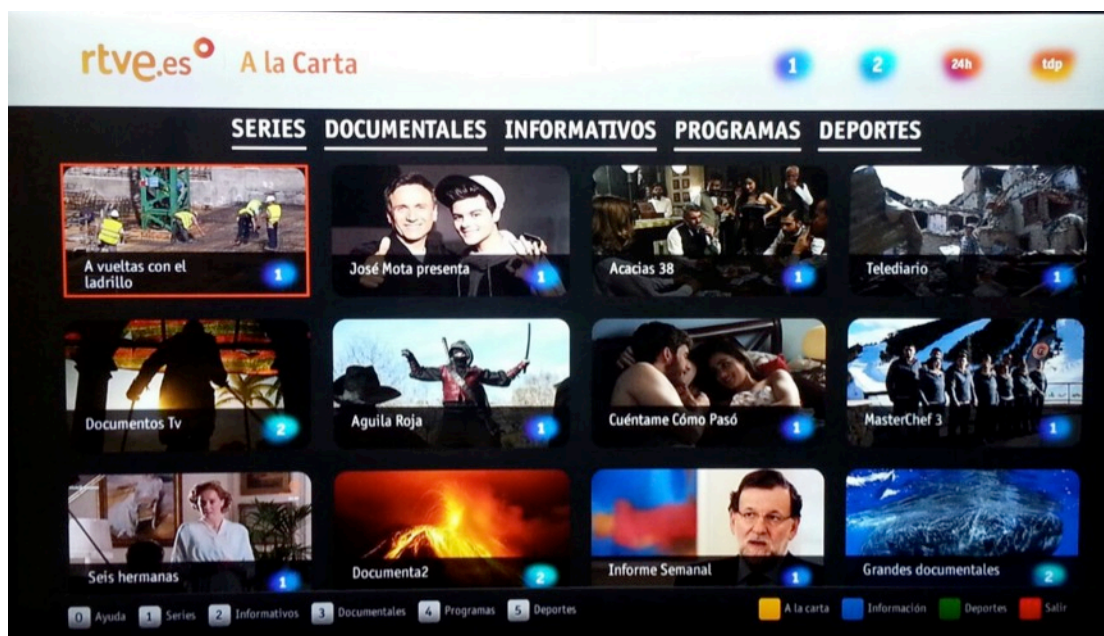 rtve.es A la Carta
1 2 24h tdp
SERIES DOCUMENTALES INFORMATIVOS PROGRAMAS DEPORTES
A vueltas con el
ladrillo
1
José Mota presenta
1
Acacias 38
1
Telediario
1
Documentos Tv
2
Aguila Roja
1
Cuéntame Cómo Pasó
1
MasterChef 3
1
Seis hermanas
1
Documenta2
2
Informe Semanal
1
Grandes documentales
2
0 Ayuda 1 Series 2 Informativos 3 Documentales 4 Programas 5 Deportes
A la carta Información Deportes Salir